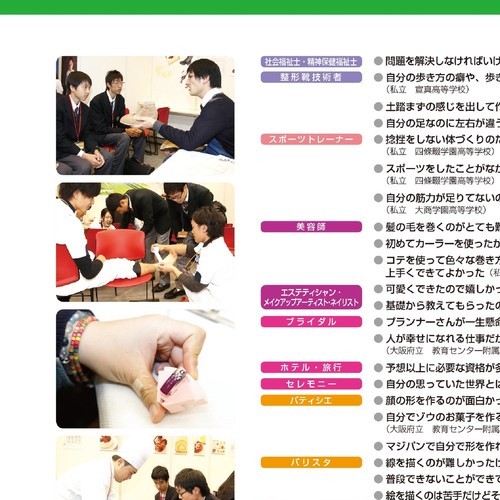 社会福祉士・精神保健福祉士
●問題を解決しなければいけ
整形靴技術者
●自分の歩き方の癖や、歩き
（私立　宣真高等学校）
●土踏まずの感じを出して作
●自分の足なのに左右が違う
スポーツトレーナー
●捻挫をしない体づくりのた
（私立　四條畷学園高等学校）
●スポーツをしたことがなか
（私立　四條畷学園高等学校）
●自分の筋力が足りてないの
（私立　大商学園高等学校）
美容師
●髪の毛を巻くのがとても難
●初めてカーラーを使ったか
●コテを使って色々な巻き方
上手くできてよかった（私
エステティシャン・
メイクアップアーティスト・ネイリスト
●可愛くできたので嬉しかっ
●基礎から教えてもらったの
ブライダル
●プランナーさんが一生懸命
●人が幸せになれる仕事だか
（大阪府立　教育センター附属
ホテル・旅行
●予想以上に必要な資格が多
セレモニー
●自分の思っていた世界とは
パティシエ
●顔の形を作るのが面白かっ
●自分でゾウのお菓子を作る
（大阪府立　教育センター附属
●マジパンで自分で形を作れ
バリスタ
●線を描くのが難しかったけ
●普段できないことができて
●絵を描くのは苦手だけどそ